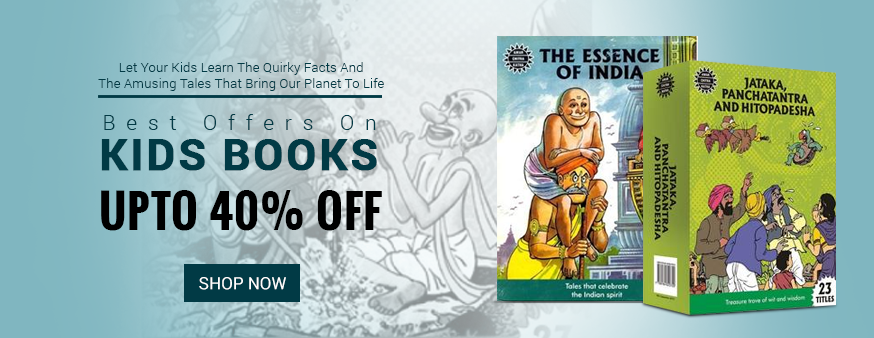 Let Your Kids Learn The Quirky Facts And
The Amusing Tales That Bring Our Planet To Life
Best Offers On
KIDS BOOKS
UPTO 40% OFF
SHOP NOW
THE ESSENCE
OF INDIA
Tales that celebrate
the Indian spirit
JATAKA,
PANCHATANTRA
AND HITOPADESHA
JATAKA,
PANCHATANTRA
AND HITOPADESHA
Treasure trove of wit and wisdom
23
TITLES